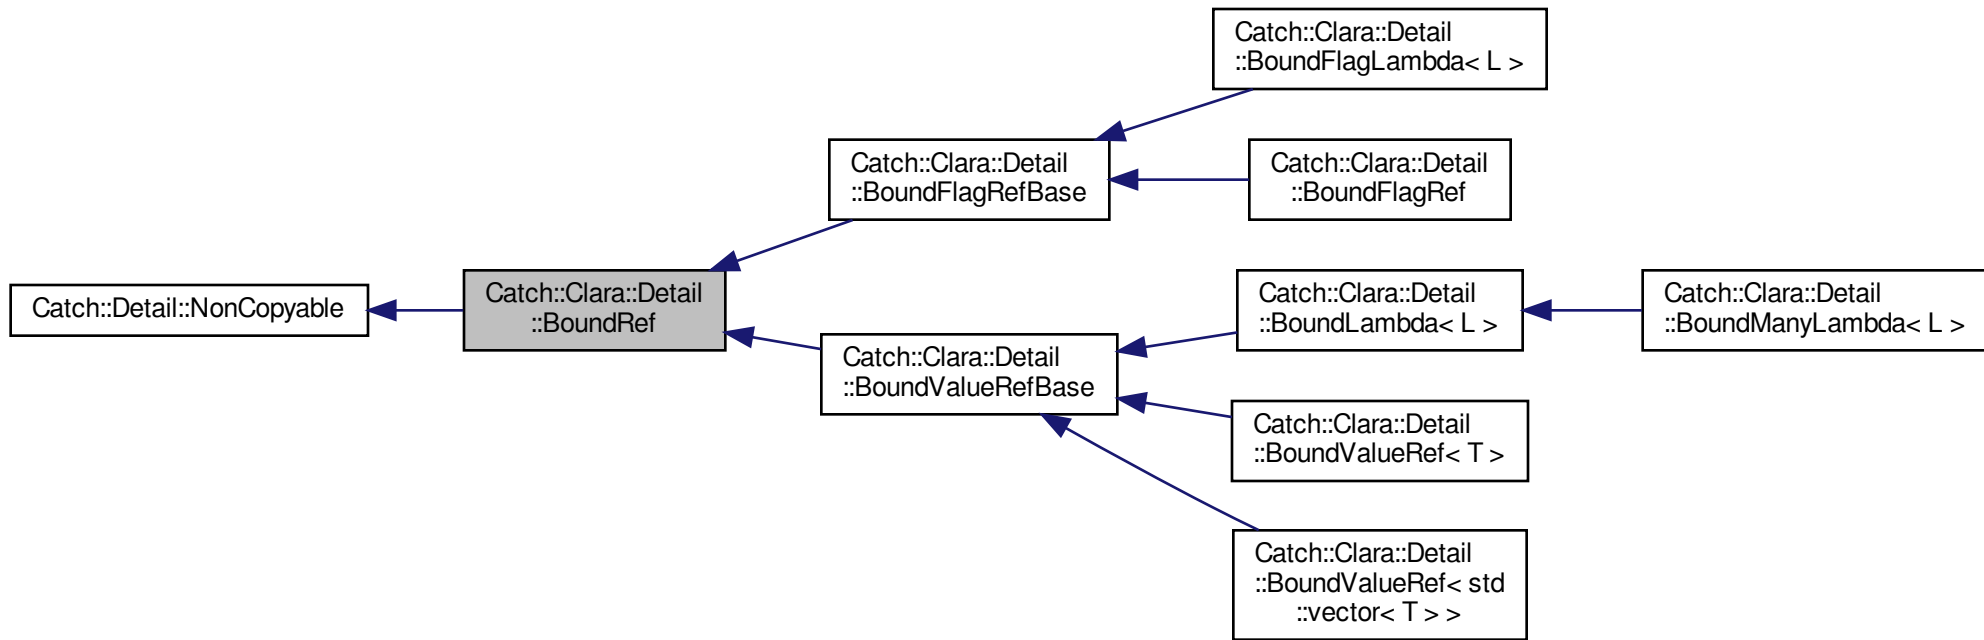 Catch::Detail::NonCopyable
Catch::Clara::Detail
::BoundRef
Catch::Clara::Detail
::BoundFlagRefBase
Catch::Clara::Detail
::BoundFlagLambda< L >
Catch::Clara::Detail
::BoundFlagRef
Catch::Clara::Detail
::BoundValueRefBase
Catch::Clara::Detail
::BoundLambda< L >
Catch::Clara::Detail
::BoundManyLambda< L >
Catch::Clara::Detail
::BoundValueRef< T >
Catch::Clara::Detail
::BoundValueRef< std
::vector< T > >